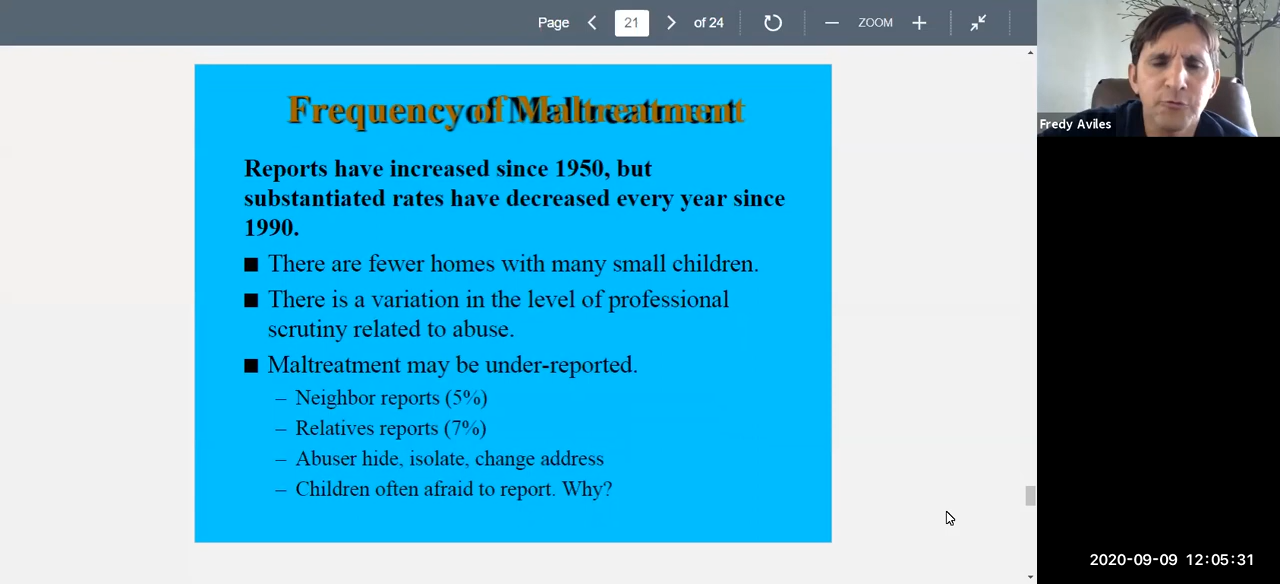 Page 21 of 24 ZOOM
Frequency of Maltreatment
Fredy Aviles
Reports have increased since 1950, but
substantiated rates have decreased every year since
1990.
■ There are fewer homes with many small children.
■ There is a variation in the level of professional
scrutiny related to abuse.
■ Maltreatment may be under-reported.
– Neighbor reports (5%)
– Relatives reports (7%)
– Abuser hide, isolate, change address
– Children often afraid to report. Why?
2020-09-09 12:05:31